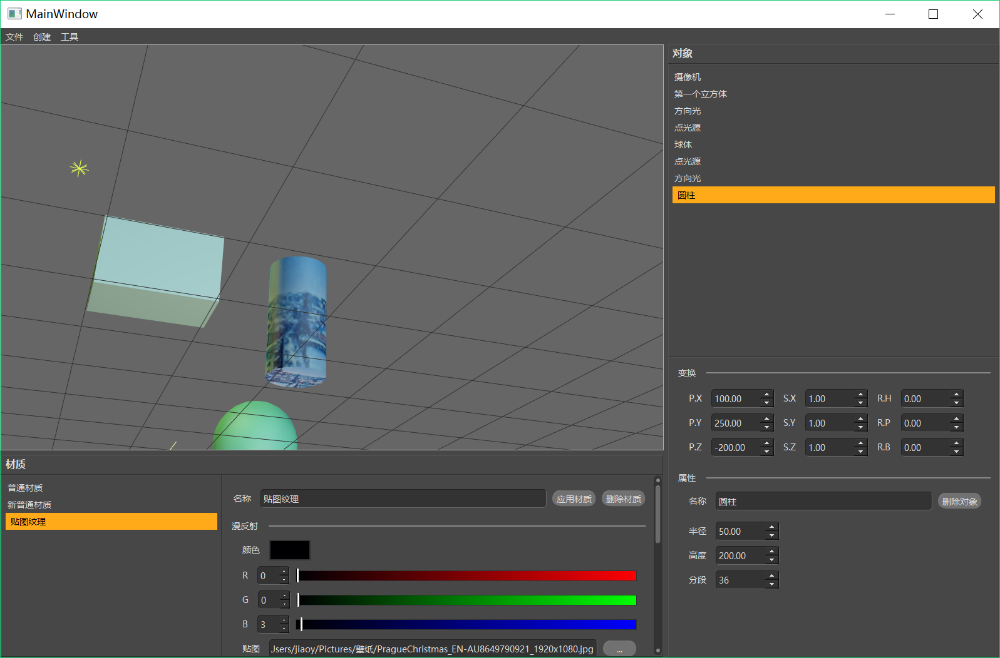 MainWindow
文件 创建 工具
对象
摄像机
第一个立方体
方向光
点光源
球体
点光源
方向光
圆柱
变换
P.X 100.00 S.X 1.00 R.H 0.00
P.Y 250.00 S.Y 1.00 R.P 0.00
P.Z -200.00 S.Z 1.00 R.B 0.00
属性
名称 圆柱 删除对象
半径 50.00
高度 200.00
分段 36
材质
普通材质
新普通材质
贴图纹理
名称 贴图纹理 应用材质 删除材质
漫反射
颜色
R 0
G 0
B 3
贴图 Jsers/jiaoy/Pictures/壁纸/PragueChristmas_EN-AU8649790921_1920x1080.jpg ...